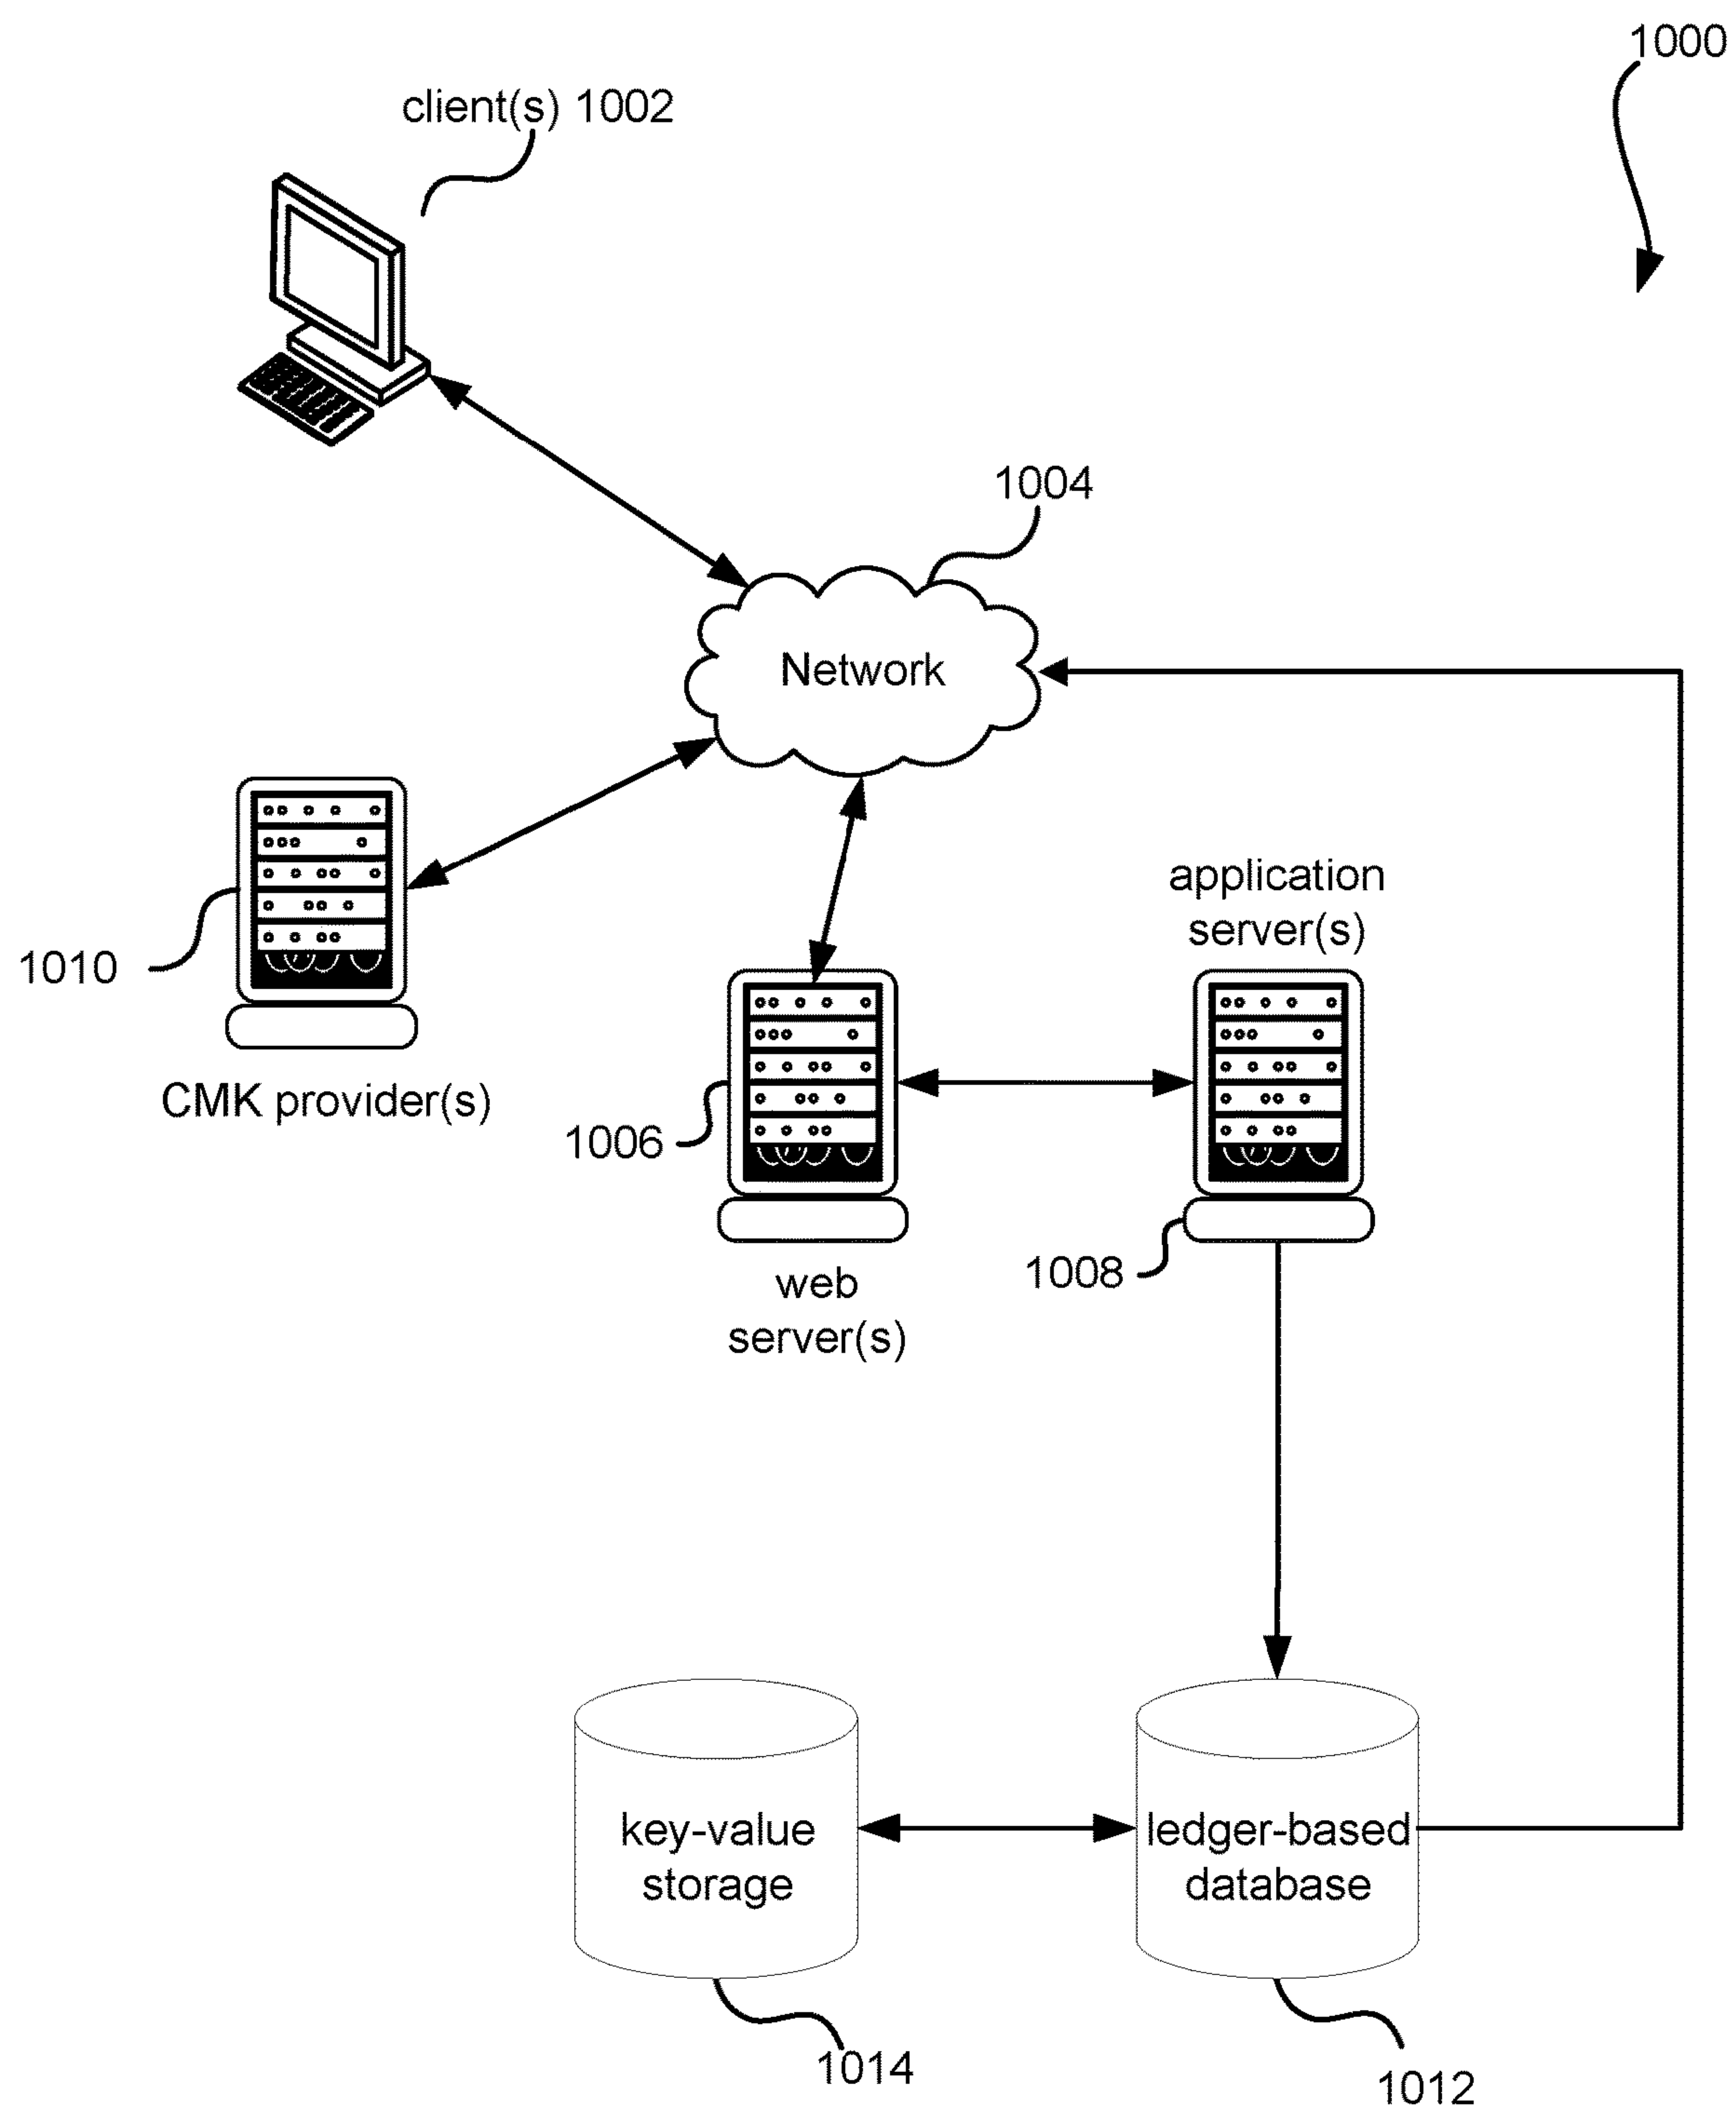 1000
client(s) 1002
1004
Network
application
server(s)
1010
CMK provider(s)
1006
1008
web
server(s)
key-value
storage
ledger-based
database
1014
1012